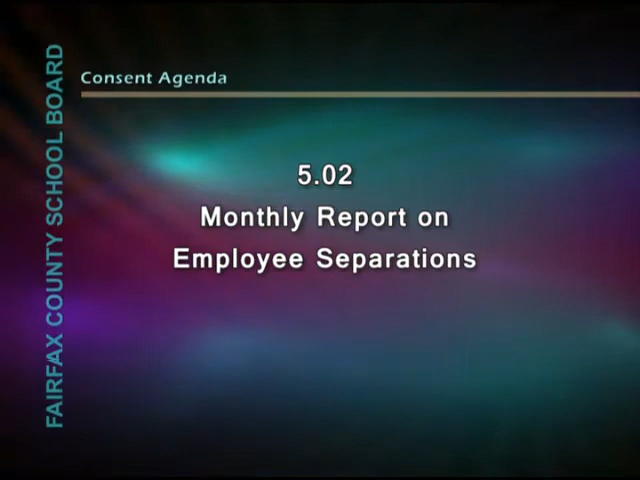 FAIRFAX COUNTY SCHOOL BOARD
Consent Agenda
5.02
Monthly Report on
Employee Separations